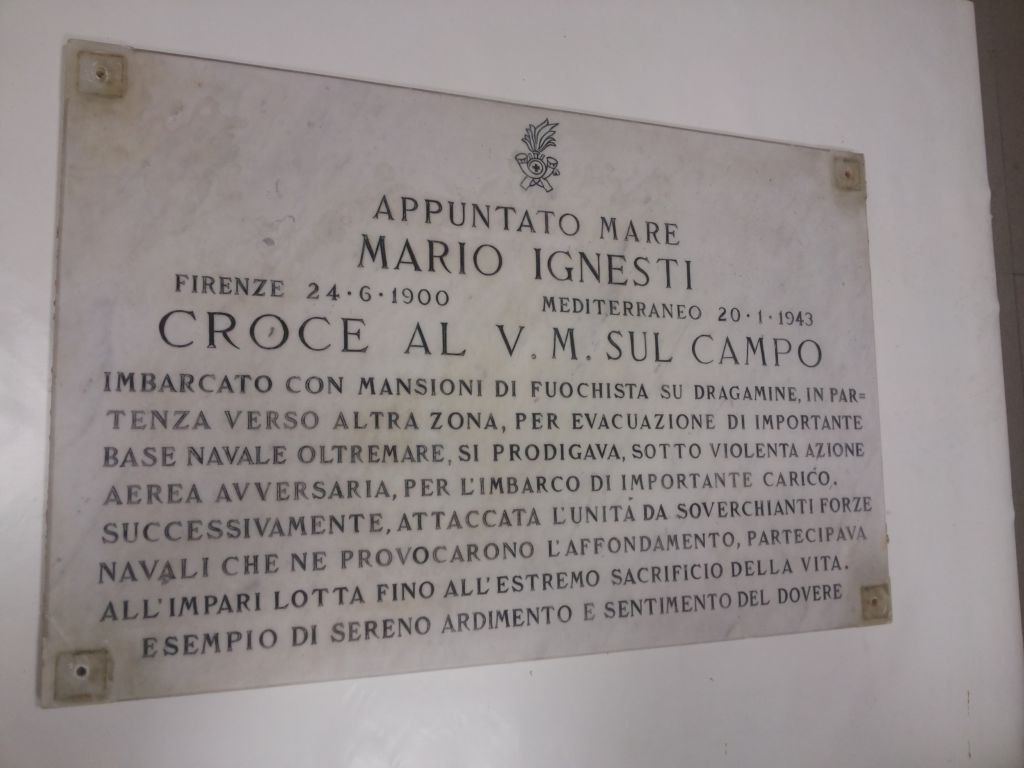 APPUNTATO MARE
MARIO IGNESTI
FIRENZE 24·6·1900 MEDITERRANEO 20·1·1943
CROCE AL V.M. SUL CAMPO
IMBARCATO CON MANSIONI DI FUOCHISTA SU DRAGAMINE, IN PAR=
TENZA VERSO ALTRA ZONA, PER EVACUAZIONE DI IMPORTANTE
BASE NAVALE OLTREMARE, SI PRODIGAVA, SOTTO VIOLENTA AZIONE
AEREA AVVERSARIA, PER L'IMBARCO DI IMPORTANTE CARICO.
SUCCESSIVAMENTE, ATTACCATA L'UNITÀ DA SOVERCHIANTI FORZE
NAVALI CHE NE PROVOCARONO L'AFFONDAMENTO, PARTECIPAVA
ALL'IMPARI LOTTA FINO ALL'ESTREMO SACRIFICIO DELLA VITA.
ESEMPIO DI SERENO ARDIMENTO E SENTIMENTO DEL DOVERE